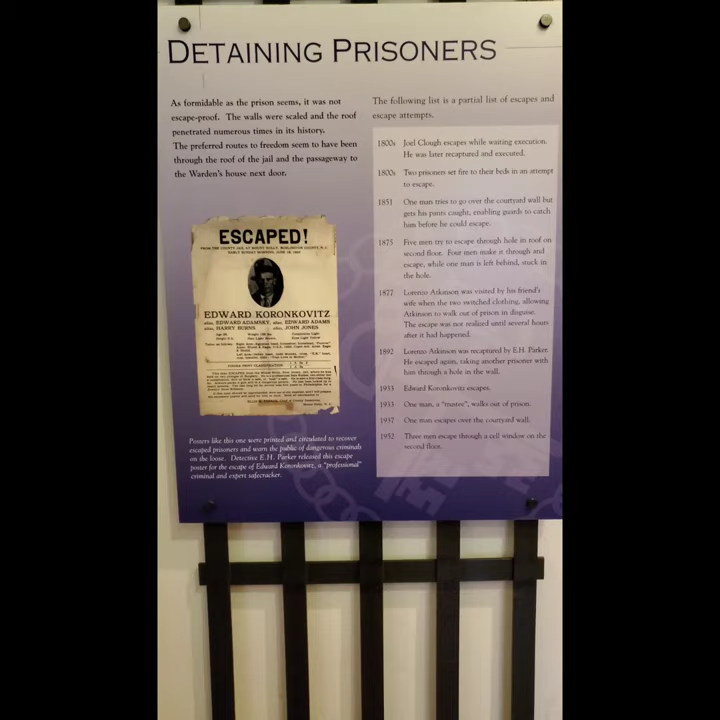 DETAINING PRISONERS
As formidable as the prison seems, it was not
escape-proof. The walls were scaled and the roof
penetrated numerous times in its history.
The preferred routes to freedom seem to have been
through the roof of the jail and the passageway to
the Warden's house next door.
ESCAPED!
FROM THE COUNTY JAIL AT MOUNT HOLLY, BURLINGTON COUNTY, N. J.
EARLY SUNDAY MORNING, JUNE
EDWARD KORONKOVITZ
alias, EDWARD ADAMSKY, alias, EDWARD ADAMS
alias, HARRY BURNS alias, JOHN JONES
Posters like this one were printed and circulated to recover
escaped prisoners and warn the public of dangerous criminals
on the loose. Detective E.H. Parker released this escape
poster for the escape of Edward Koronkovitz, a "professional"
criminal and expert safecracker.
The following list is a partial list of escapes and
escape attempts.
1800s Joel Clough escapes while waiting execution.
He was later recaptured and executed.
1800s Two prisoners set fire to their beds in an attempt
to escape.
1851 One man tries to go over the courtyard wall but
gets his pants caught, enabling guards to catch
him before he could escape.
1875 Five men try to escape through hole in roof on
second floor. Four men make it through and
escape, while one man is left behind, stuck in
the hole.
1877 Lorenzo Atkinson was visited by his friend's
wife when the two switched clothing, allowing
Atkinson to walk out of prison in disguise.
The escape was not realized until several hours
after it had happened.
1892 Lorenzo Atkinson was recaptured by E.H. Parker.
He escaped again, taking another prisoner with
him through a hole in the wall.
1933 Edward Koronkovitz escapes.
1933 One man, a "trustee", walks out of prison.
1937 One man escapes over the courtyard wall.
1952 Three men escape through a cell window on the
second floor.